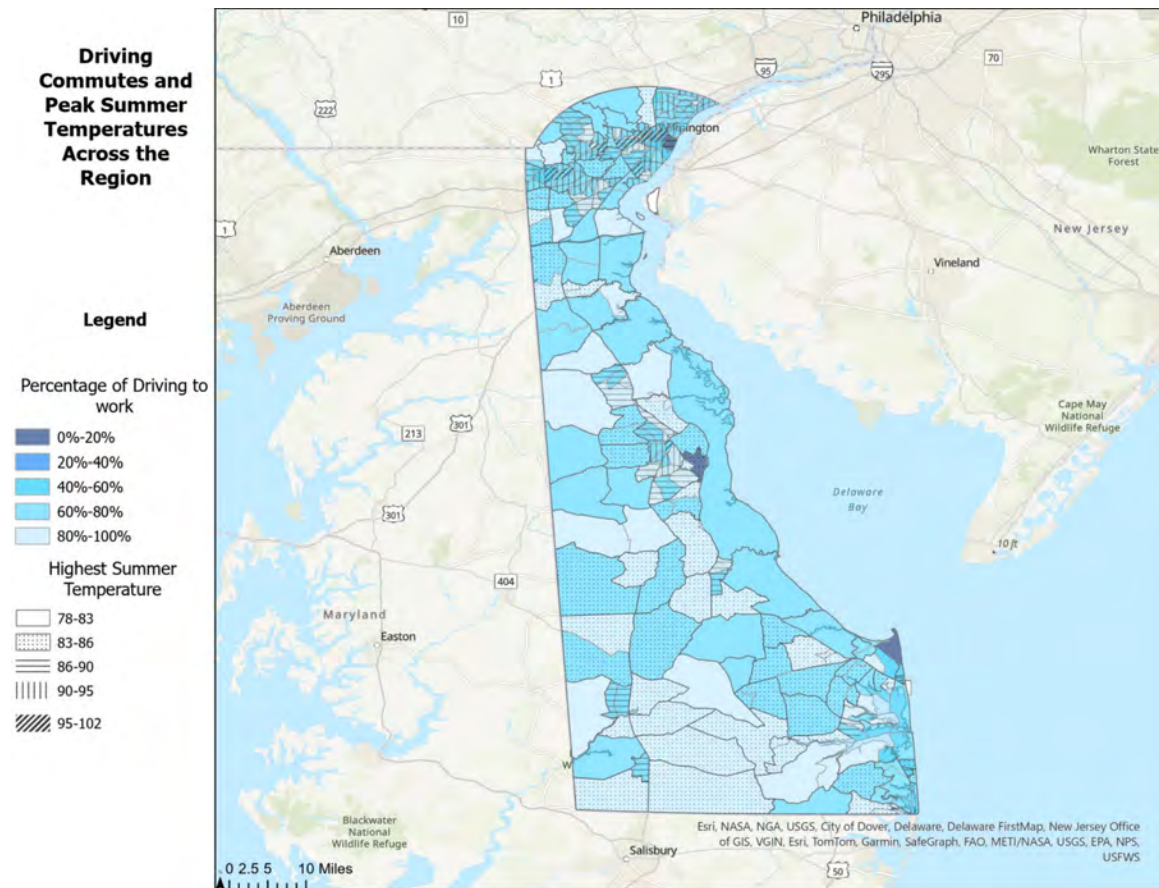 Driving
Commutes and
Peak Summer
Temperatures
Across the
Region
Legend
Percentage of Driving to
work
0%-20%
20%-40%
40%-60%
60%-80%
80%-100%
Highest Summer
Temperature
78-83
83-86
86-90
90-95
95-102
10
Philadelphia
70
1
95
295
222
Wharton State
Forest
1
Aberdeen
New Jersey
Vineland
Aberdeen
Proving Ground
301
213
Cape May
National
Wildlife Refuge
Delaware
Bay
301
10 ft
404
Maryland
Easton
Blackwater
National
Wildlife Refuge
Salisbury
50
Esri, NASA, NGA, USGS, City of Dover, Delaware, Delaware FirstMap, New Jersey Office
of GIS, VGIN, Esri, TomTom, Garmin, SafeGraph, FAO, METI/NASA, USGS, EPA, NPS,
USFWS
0 2.5 5 10 Miles